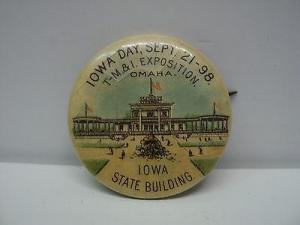 IOWA DAY, SEPT. 21-98.
T-M.& I. EXPOSITION.
OMAHA.
IOWA
STATE BUILDING